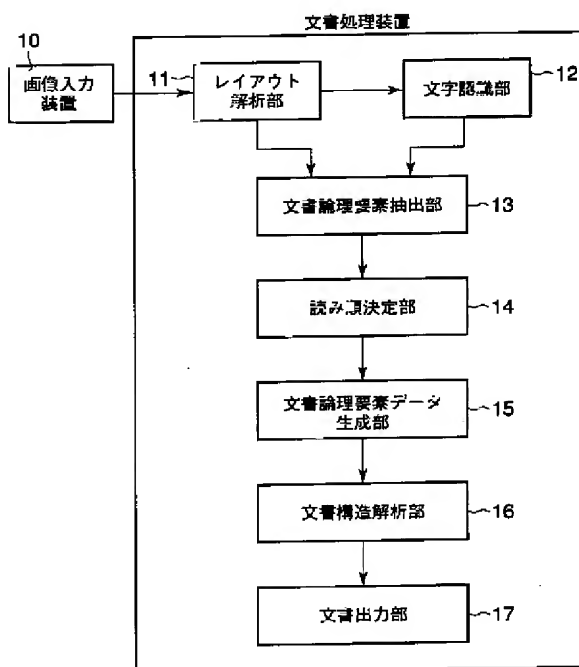 文書処理装置
10
画像入力
装置
11
レイアウト
解析部
文字認識部
12
文書論理要素抽出部
13
読み順決定部
14
文書論理要素データ
生成部
15
文書構造解析部
16
文書出力部
17